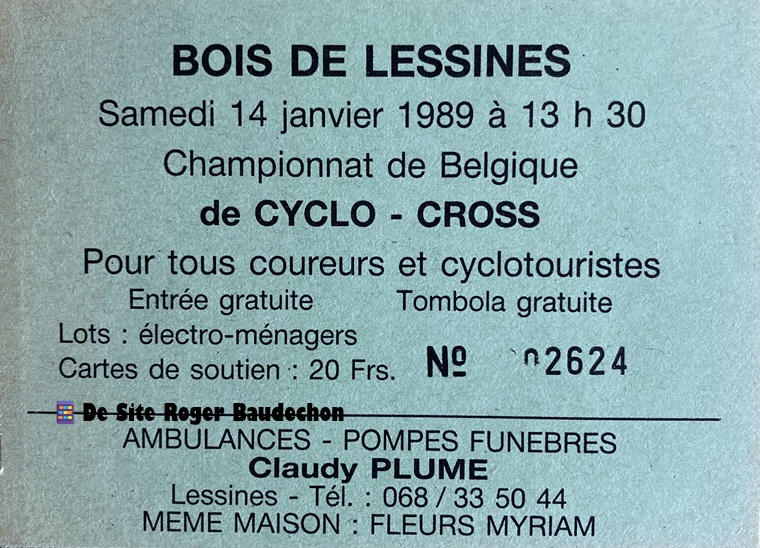 BOIS DE LESSINES
Samedi 14 janvier 1989 à 13 h 30
Championnat de Belgique
de CYCLO - CROSS
Pour tous coureurs et cyclotouristes
Entrée gratuite Tombola gratuite
Lots : électro-ménagers
Cartes de soutien : 20 Frs. Nº 02624
De Site Roger Baudechon
AMBULANCES - POMPES FUNEBRES
Claudy PLUME
Lessines - Tél. : 068 / 33 50 44
MEME MAISON : FLEURS MYRIAM